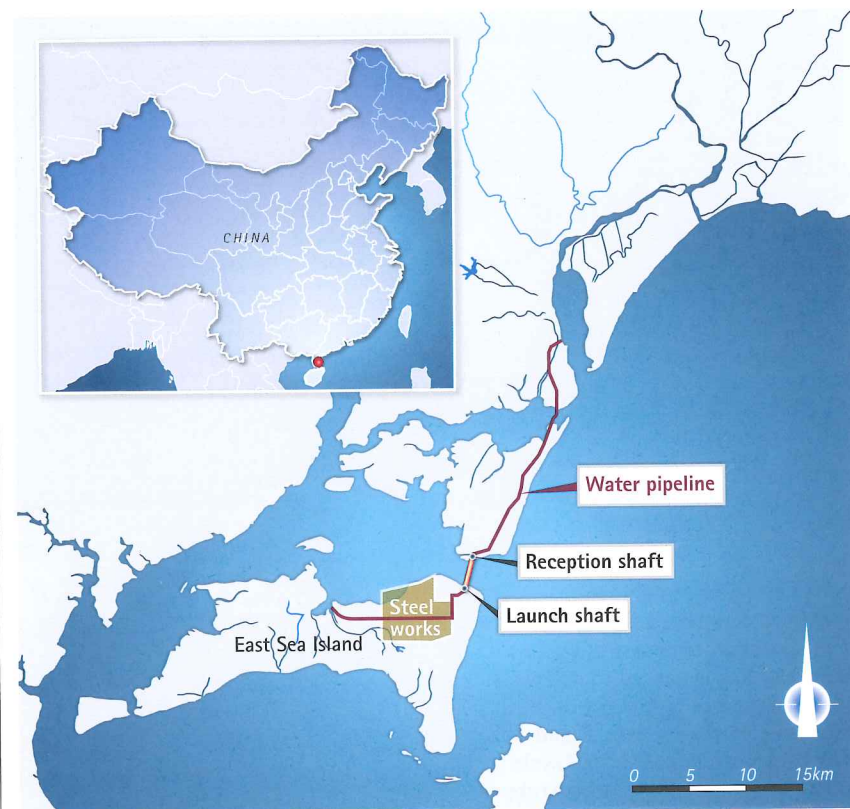 CHINA
Water pipeline
Reception shaft
Launch shaft
Steel
works
East Sea Island
0 5 10 15km